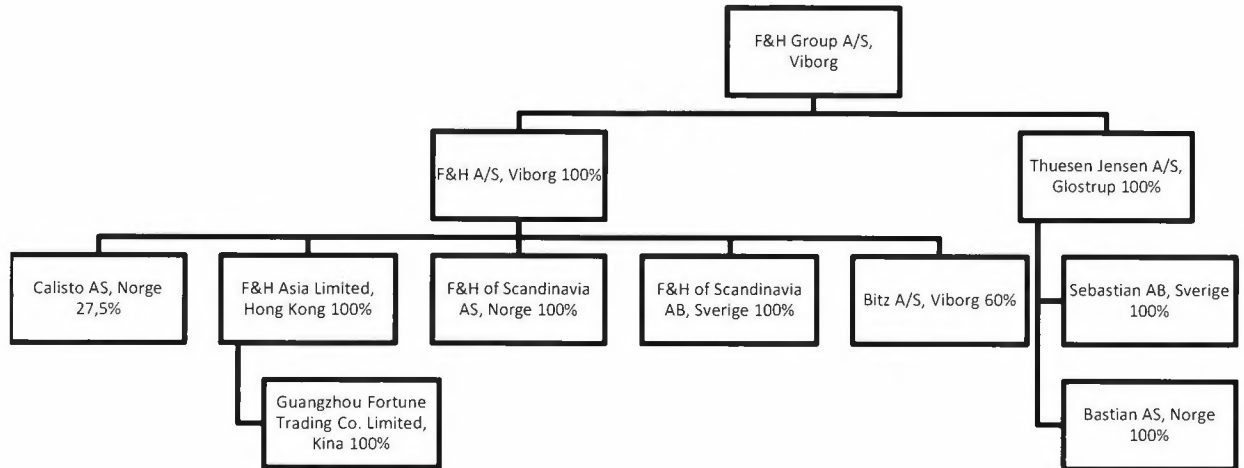 F&H Group A/S,
Viborg
F&H A/S, Viborg 100%
Thuesen Jensen A/S,
Glostrup 100%
Calisto AS, Norge
27,5%
F&H Asia Limited,
Hong Kong 100%
F&H of Scandinavia
AS, Norge 100%
F&H of Scandinavia
AB, Sverige 100%
Bitz A/S, Viborg 60%
Sebastian AB, Sverige
100%
Guangzhou Fortune
Trading Co. Limited,
Kina 100%
Bastian AS, Norge
100%